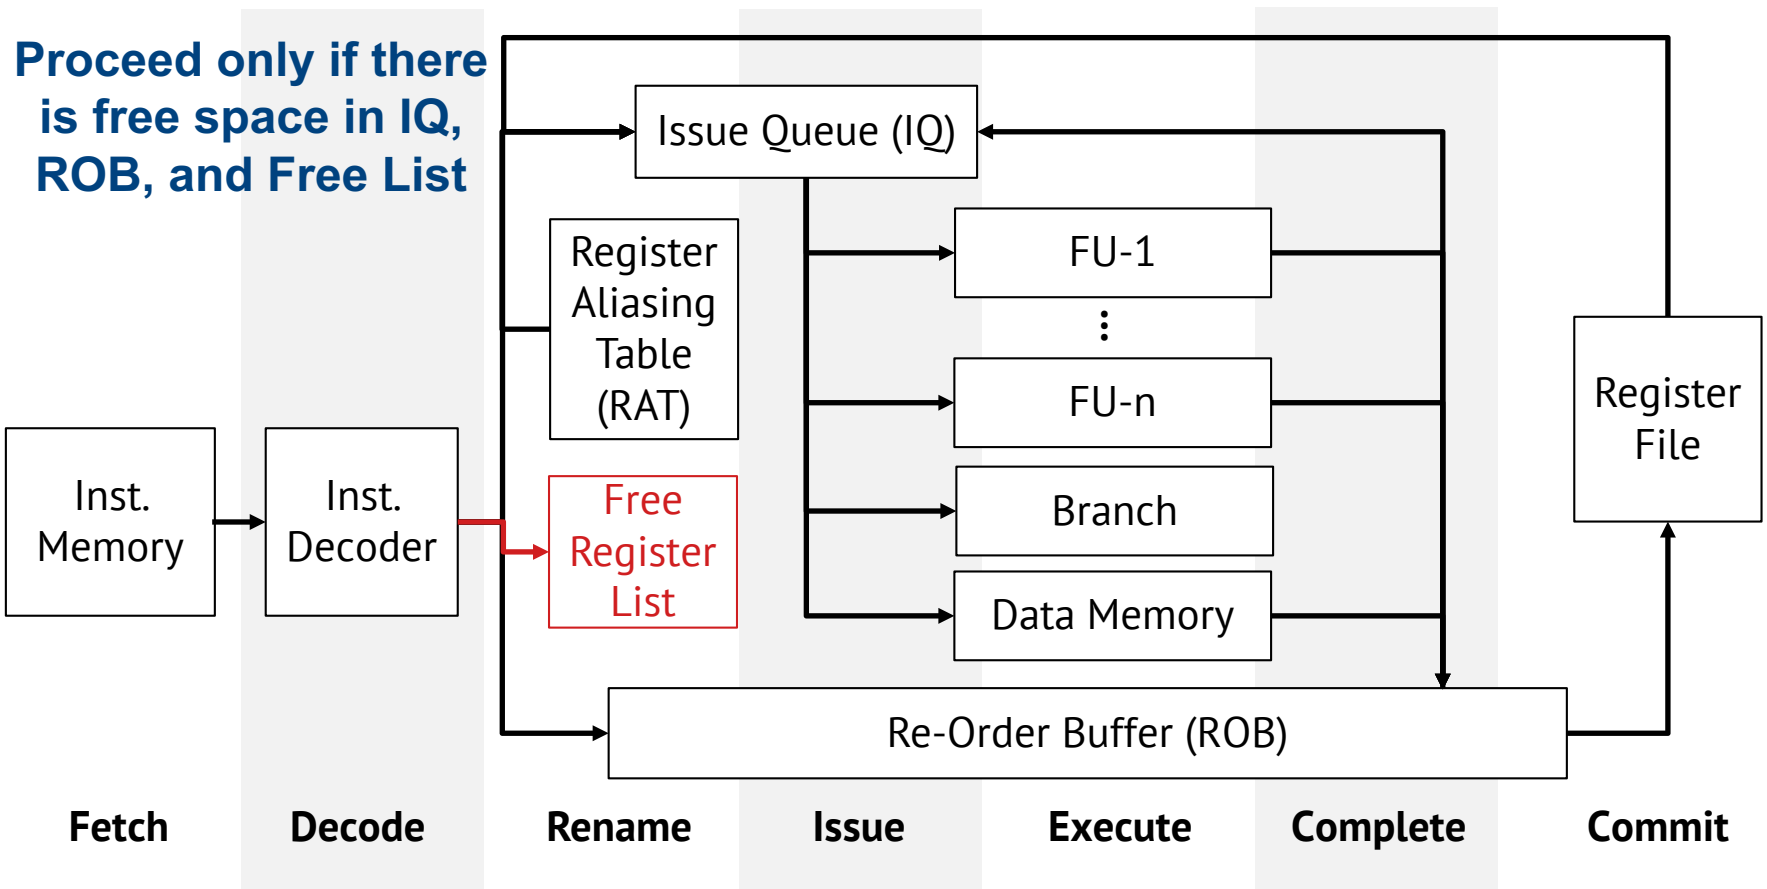 Proceed only if there
is free space in IQ,
ROB, and Free List
Issue Queue (IQ)
Register
Aliasing
Table
(RAT)
FU-1
⋮
FU-n
Register
File
Inst.
Memory
Inst.
Decoder
Free
Register
List
Branch
Data Memory
Re-Order Buffer (ROB)
Fetch
Decode
Rename
Issue
Execute
Complete
Commit